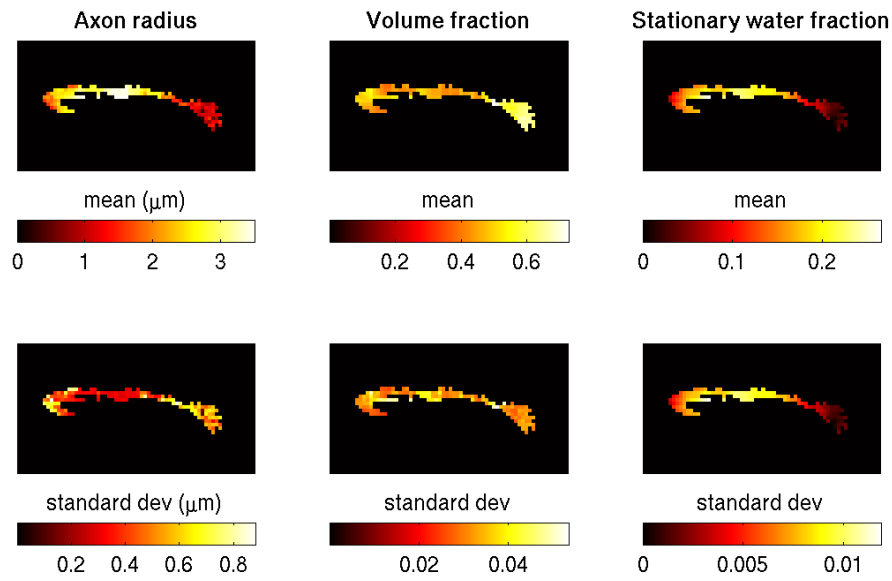 Axon radius Volume fraction Stationary water fraction
mean (μm) mean mean
0 1 2 3 0.2 0.4 0.6 0 0.1 0.2
standard dev (μm) standard dev standard dev
0.2 0.4 0.6 0.8 0.02 0.04 0 0.005 0.01